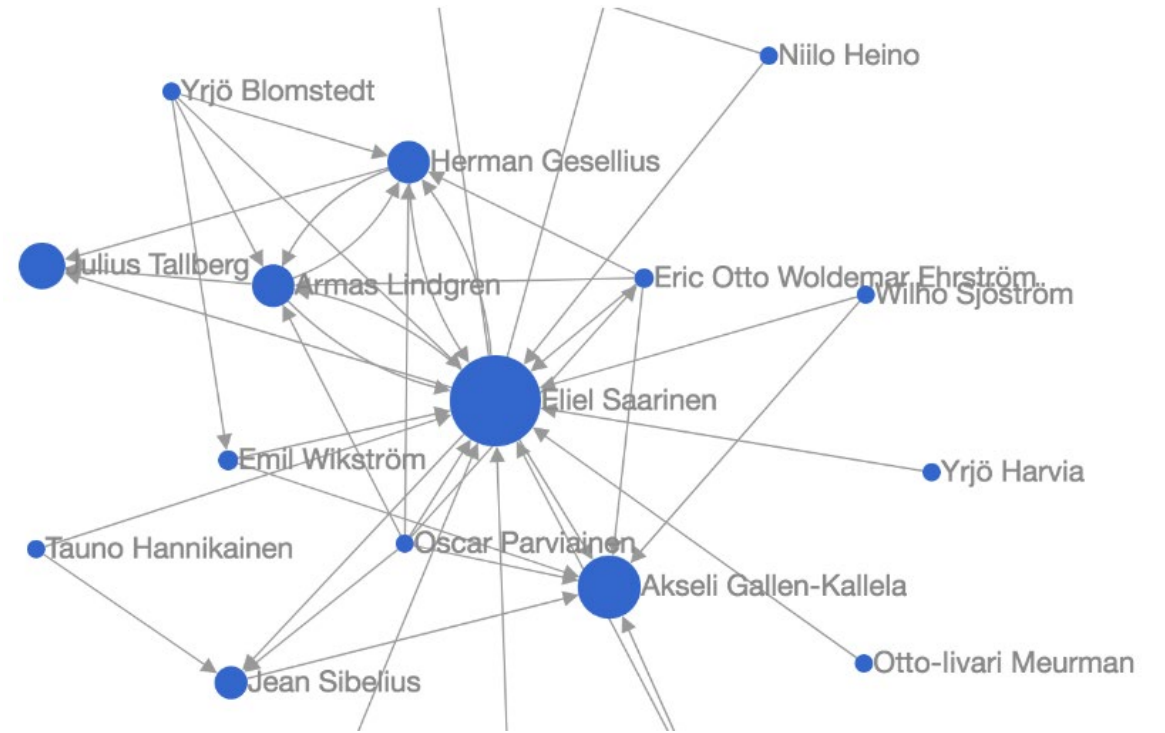 Niilo Heino
Yrjö Blomstedt
Herman Gesellius
Julius Tallberg
Armas Lindgren
Eric Otto Woldemar Ehrström
Wilho Sjöström
Eliel Saarinen
Emil Wikström
Yrjö Harvia
Tauno Hannikainen
Oscar Parviainen
Akseli Gallen-Kallela
Otto-Iivari Meurman
Jean Sibelius